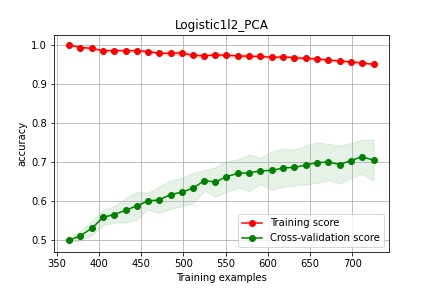 Logistic1l2_PCA
1.0
0.9
0.8
0.7
0.6
0.5
accuracy
Training score
Cross-validation score
350 400 450 500 550 600 650 700
Training examples